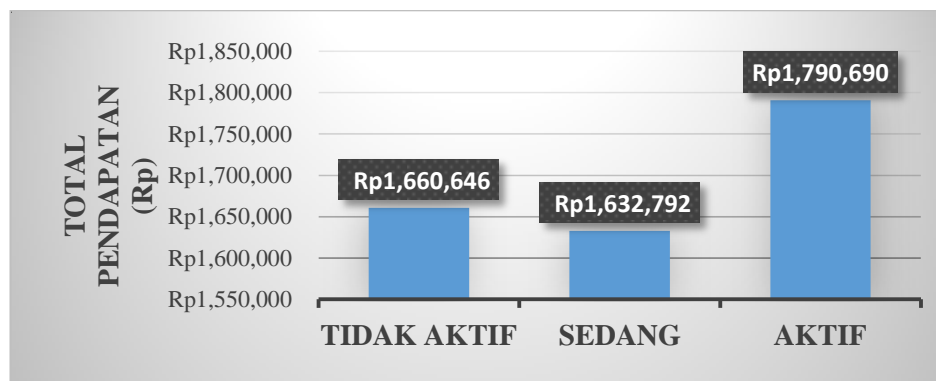 TOTAL
PENDAPATAN
(Rp)
Rp1,850,000
Rp1,800,000
Rp1,750,000
Rp1,700,000
Rp1,650,000
Rp1,600,000
Rp1,550,000
Rp1,660,646
Rp1,632,792
Rp1,790,690
TIDAK AKTIF
SEDANG
AKTIF